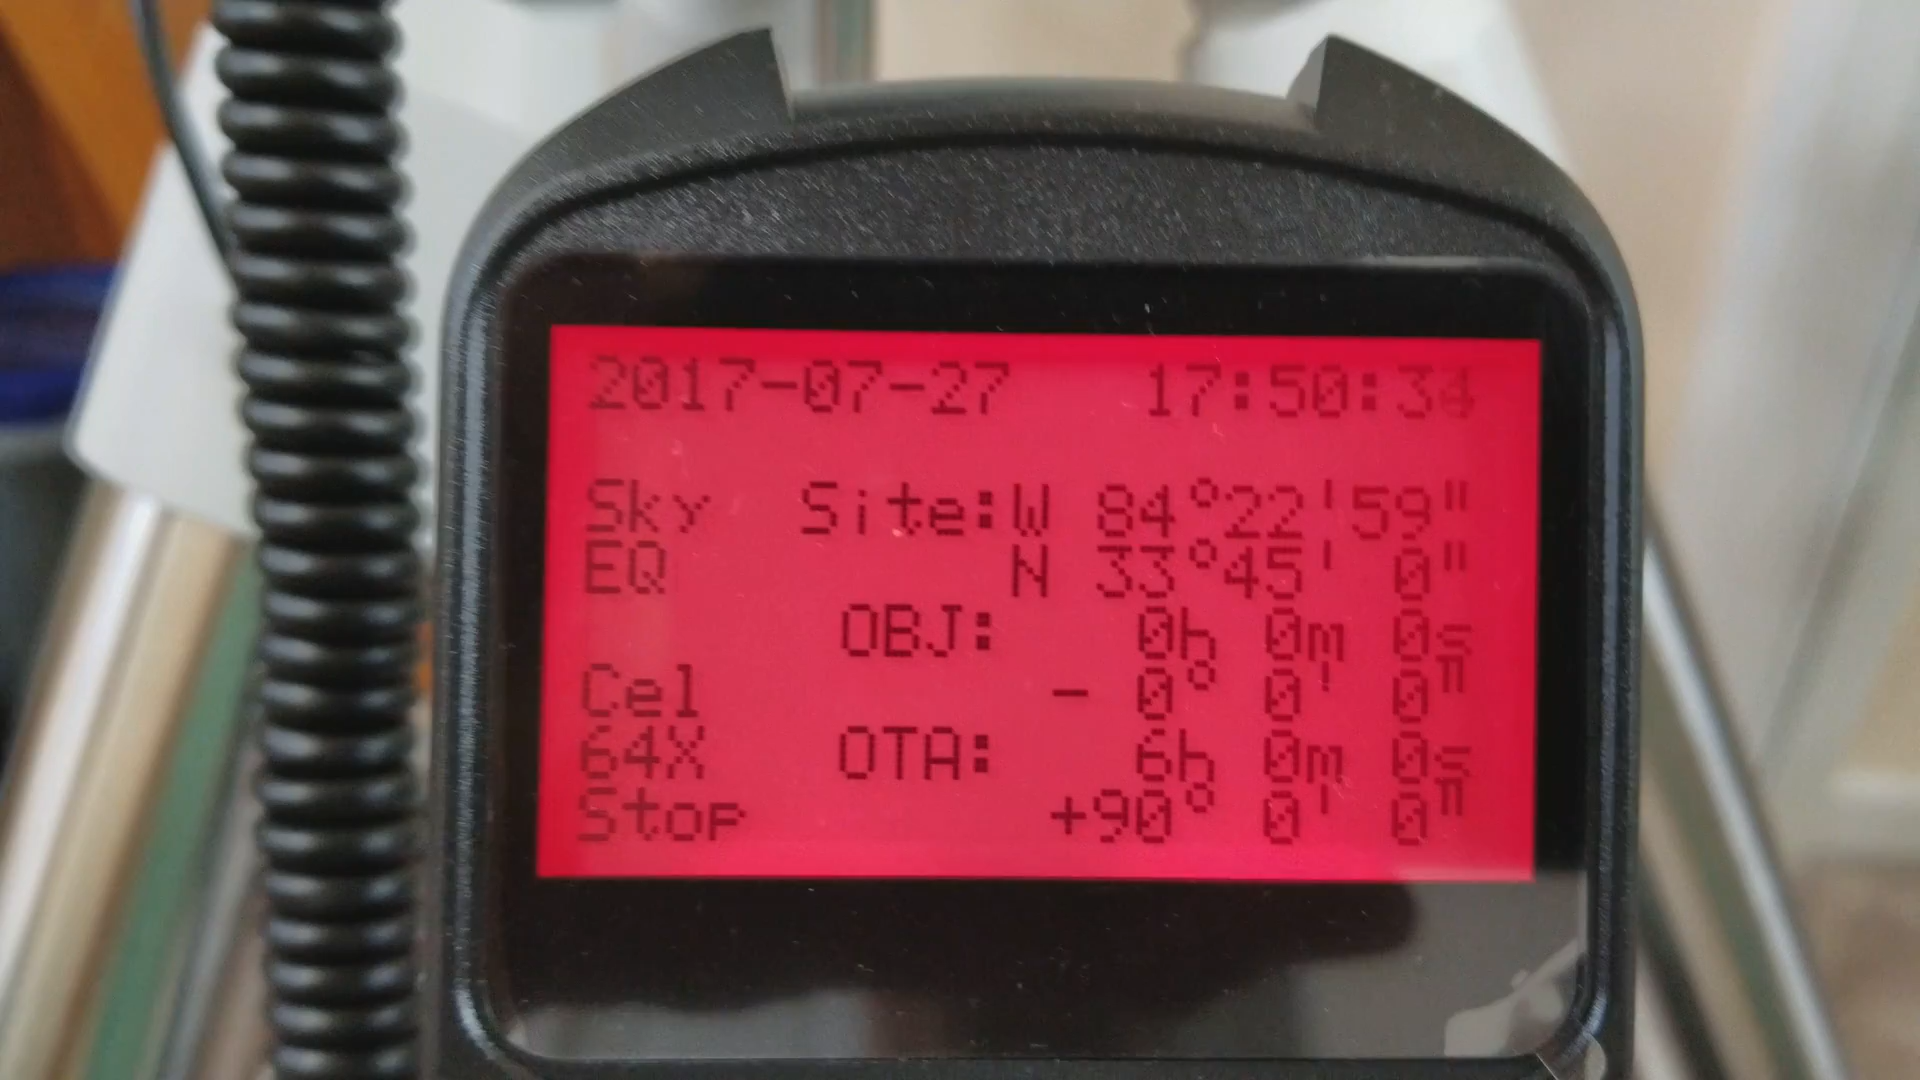 2017-07-27 17:50:34
Sky Site:W 84°22'59"
EQ N 33°45' 0"
OBJ: 0h 0m 0s
Cel - 0° 0' 0"
64X OTA: 6h 0m 0s
Stop +90° 0' 0"